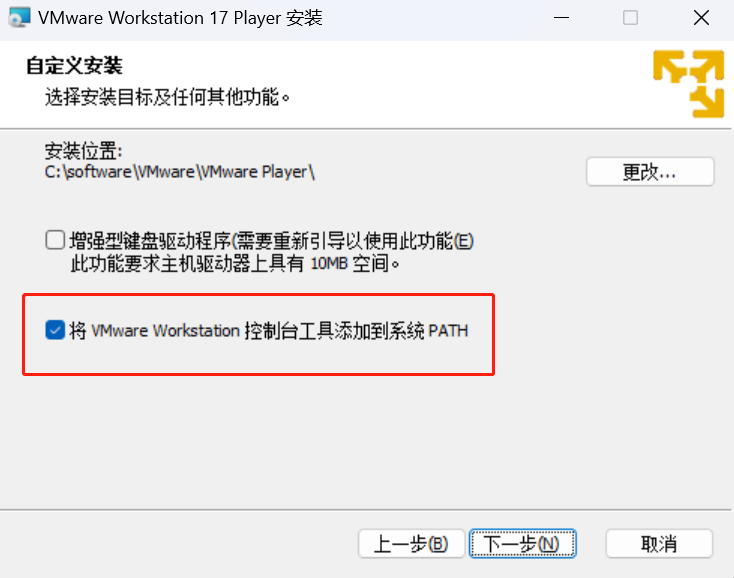 VMware Workstation 17 Player 安装
自定义安装
选择安装目标及任何其他功能。
安装位置:
C:\software\VMware\VMware Player\
更改...
增强型键盘驱动程序(需要重新引导以使用此功能(E)
此功能要求主机驱动器上具有 10MB 空间。
将 VMware Workstation 控制台工具添加到系统 PATH
上一步(B)
下一步(N)
取消